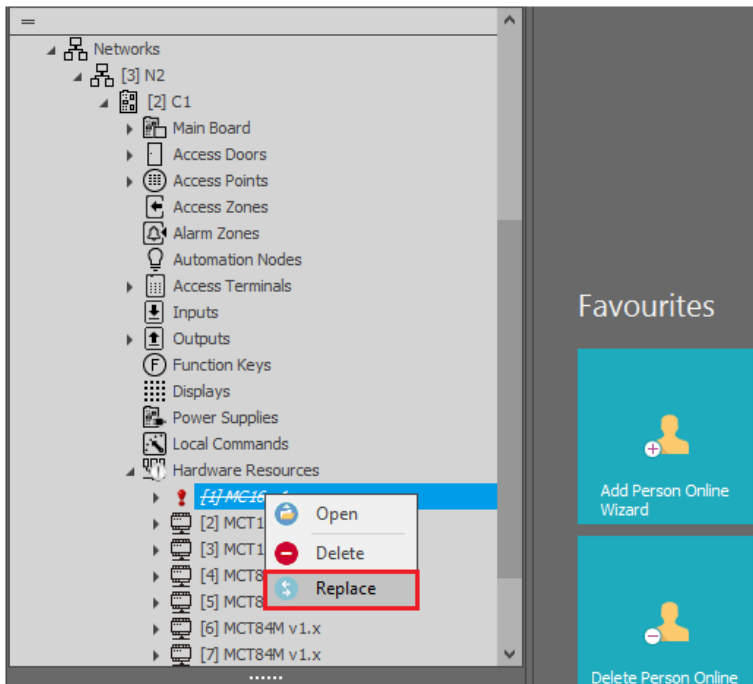 Networks
[3] N2
[2] C1
Main Board
Access Doors
Access Points
Access Zones
Alarm Zones
Automation Nodes
Access Terminals
Inputs
Outputs
Function Keys
Displays
Power Supplies
Local Commands
Hardware Resources
[1] MC16
[2] MCT1
[3] MCT1
[4] MCT8
[5] MCT8
[6] MCT84M v1.x
[7] MCT84M v1.x
Open
Delete
Replace
Favourites
Add Person Online
Wizard
Delete Person Online